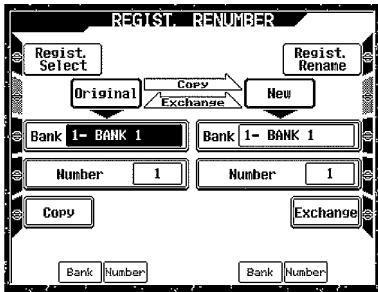 REGIST. RENUMBER
Regist. Select
Regist. Rename
Original
Copy
Exchange
New
Bank 1- BANK 1
Bank 1- BANK 1
Number 1
Number 1
Copy
Exchange
Bank Number
Bank Number